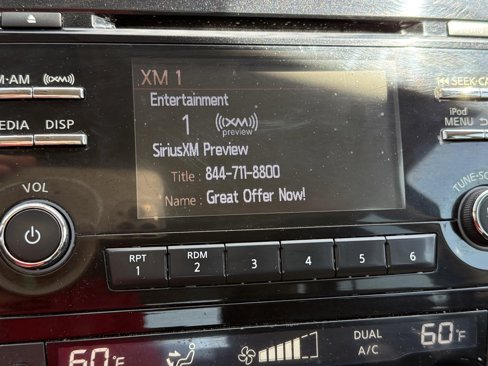 XM 1
Entertainment
1 ((XM)) preview
SiriusXM Preview
Title : 844-711-8800
Name : Great Offer Now!
M·AM ((XM))
EDIA DISP
VOL
SEEK·CA
iPod
MENU
TUNE·SC
RPT 1 RDM 2 3 4 5 6
60°F DUAL 60°F
A/C